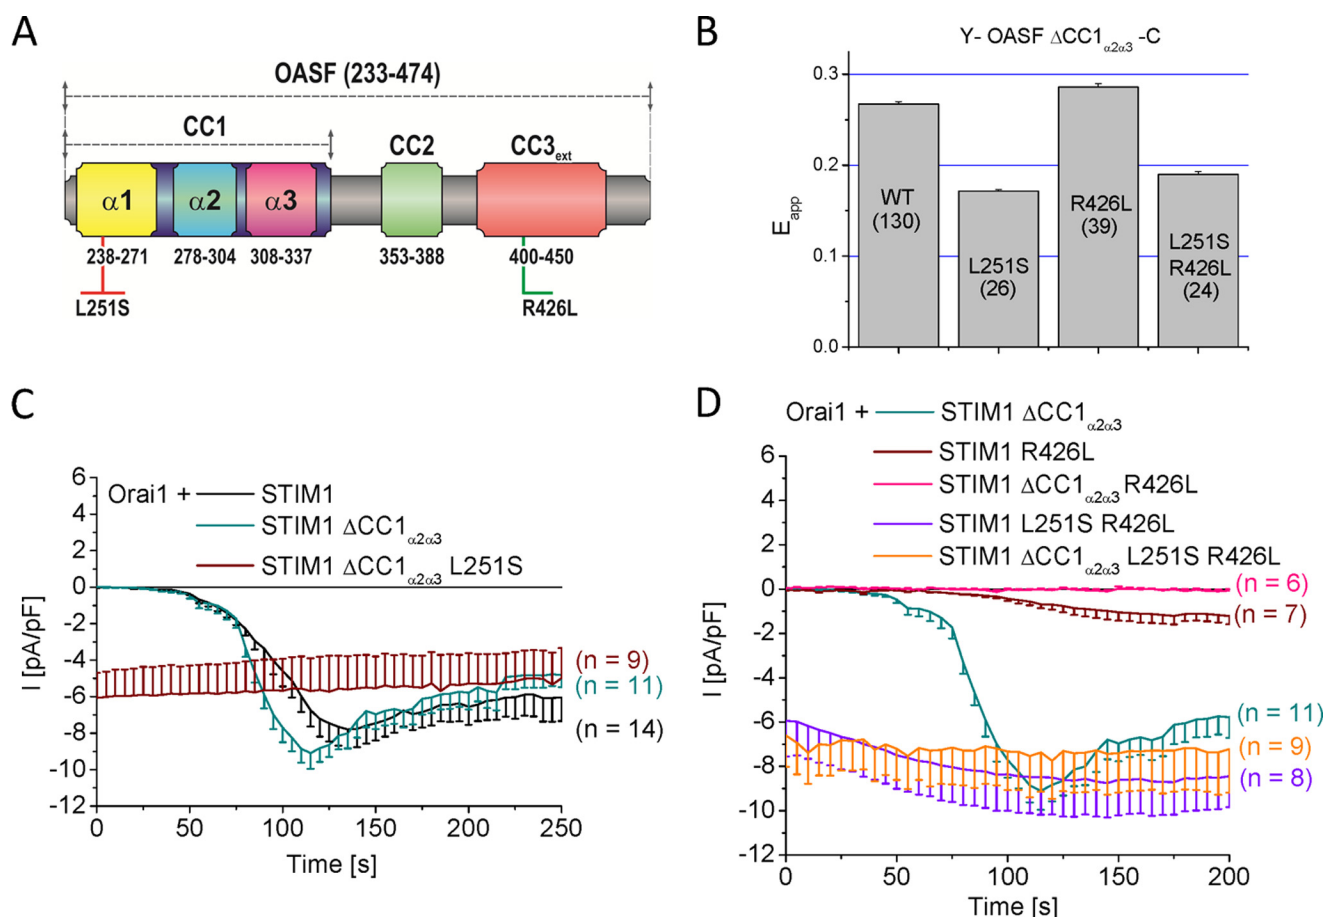 A
OASF (233-474)
CC1
CC2
CC3ext
α1
α2
α3
238-271
278-304
308-337
353-388
400-450
L251S
R426L
B
Y- OASF ΔCC1α2α3 -C
Eapp
0.3
0.2
0.1
0.0
WT
(130)
L251S
(26)
R426L
(39)
L251S
R426L
(24)
C
Orai1 + STIM1
STIM1 ΔCC1α2α3
STIM1 ΔCC1α2α3 L251S
I [pA/pF]
6
4
2
0
-2
-4
-6
-8
-10
-12
(n = 9)
(n = 11)
(n = 14)
0 50 100 150 200 250
Time [s]
D
Orai1 + STIM1 ΔCC1α2α3
STIM1 R426L
STIM1 ΔCC1α2α3 R426L
STIM1 L251S R426L
STIM1 ΔCC1α2α3 L251S R426L
I [pA/pF]
6
4
2
0
-2
-4
-6
-8
-10
-12
(n = 6)
(n = 7)
(n = 11)
(n = 9)
(n = 8)
0 50 100 150 200
Time [s]